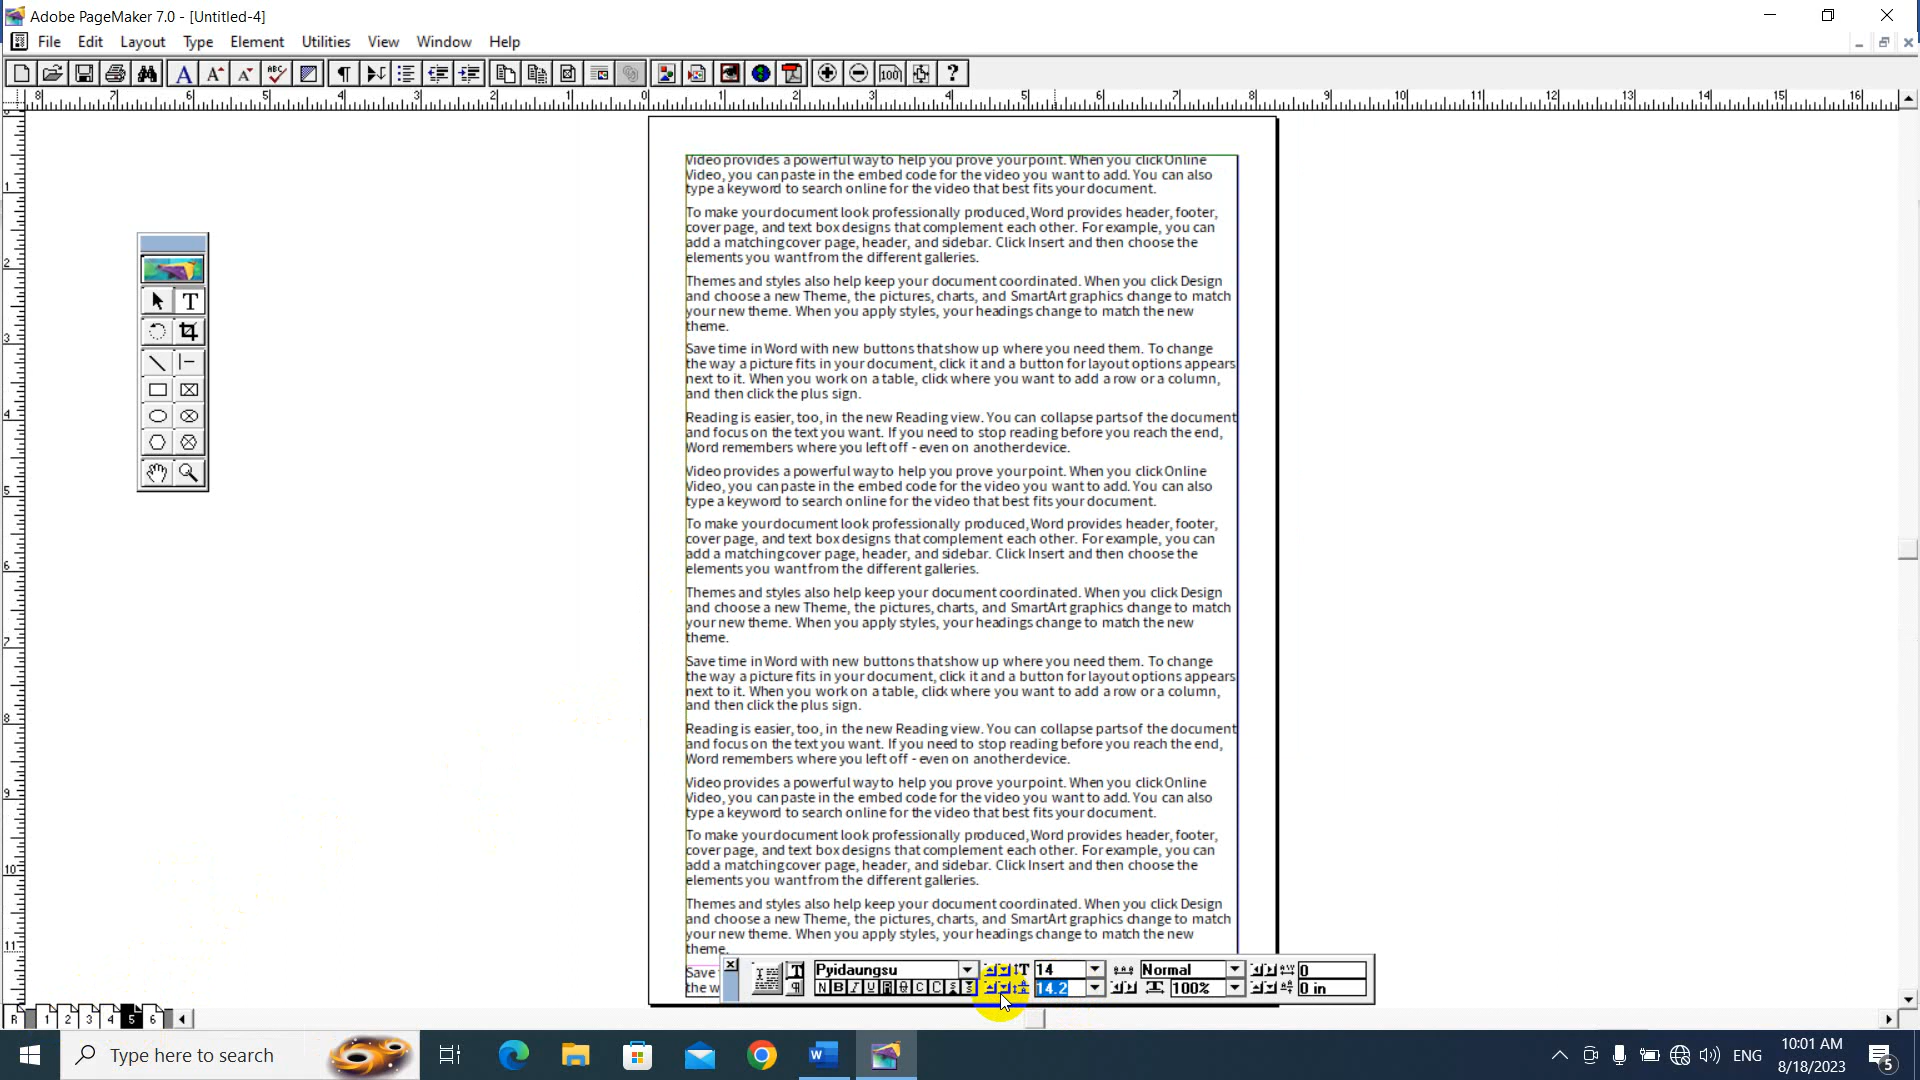 Adobe PageMaker 7.0 - [Untitled-4]
File Edit Layout Type Element Utilities View Window Help
8 7 6 5 4 3 2 1 0 1 2 3 4 5 6 7 8 9 10 11 12 13 14 15 16
Video provides a powerful way to help you prove your point. When you click Online
Video, you can paste in the embed code for the video you want to add. You can also
type a keyword to search online for the video that best fits your document.
To make your document look professionally produced, Word provides header, footer,
cover page, and text box designs that complement each other. For example, you can
add a matching cover page, header, and sidebar. Click Insert and then choose the
elements you want from the different galleries.
Themes and styles also help keep your document coordinated. When you click Design
and choose a new Theme, the pictures, charts, and SmartArt graphics change to match
your new theme. When you apply styles, your headings change to match the new
theme.
Save time in Word with new buttons that show up where you need them. To change
the way a picture fits in your document, click it and a button for layout options appears
next to it. When you work on a table, click where you want to add a row or a column,
and then click the plus sign.
Reading is easier, too, in the new Reading view. You can collapse parts of the document
and focus on the text you want. If you need to stop reading before you reach the end,
Word remembers where you left off - even on another device.
Video provides a powerful way to help you prove your point. When you click Online
Video, you can paste in the embed code for the video you want to add. You can also
type a keyword to search online for the video that best fits your document.
To make your document look professionally produced, Word provides header, footer,
cover page, and text box designs that complement each other. For example, you can
add a matching cover page, header, and sidebar. Click Insert and then choose the
elements you want from the different galleries.
Themes and styles also help keep your document coordinated. When you click Design
and choose a new Theme, the pictures, charts, and SmartArt graphics change to match
your new theme. When you apply styles, your headings change to match the new
theme.
Save time in Word with new buttons that show up where you need them. To change
the way a picture fits in your document, click it and a button for layout options appears
next to it. When you work on a table, click where you want to add a row or a column,
and then click the plus sign.
Reading is easier, too, in the new Reading view. You can collapse parts of the document
and focus on the text you want. If you need to stop reading before you reach the end,
Word remembers where you left off - even on another device.
Video provides a powerful way to help you prove your point. When you click Online
Video, you can paste in the embed code for the video you want to add. You can also
type a keyword to search online for the video that best fits your document.
To make your document look professionally produced, Word provides header, footer,
cover page, and text box designs that complement each other. For example, you can
add a matching cover page, header, and sidebar. Click Insert and then choose the
elements you want from the different galleries.
Themes and styles also help keep your document coordinated. When you click Design
and choose a new Theme, the pictures, charts, and SmartArt graphics change to match
your new theme. When you apply styles, your headings change to match the new
theme.
Save
the w
Pyidaungsu 14 Normal 0
14.2 100% 0 in
R 1 2 3 4 5 6
Type here to search
ENG
10:01 AM
8/18/2023
5